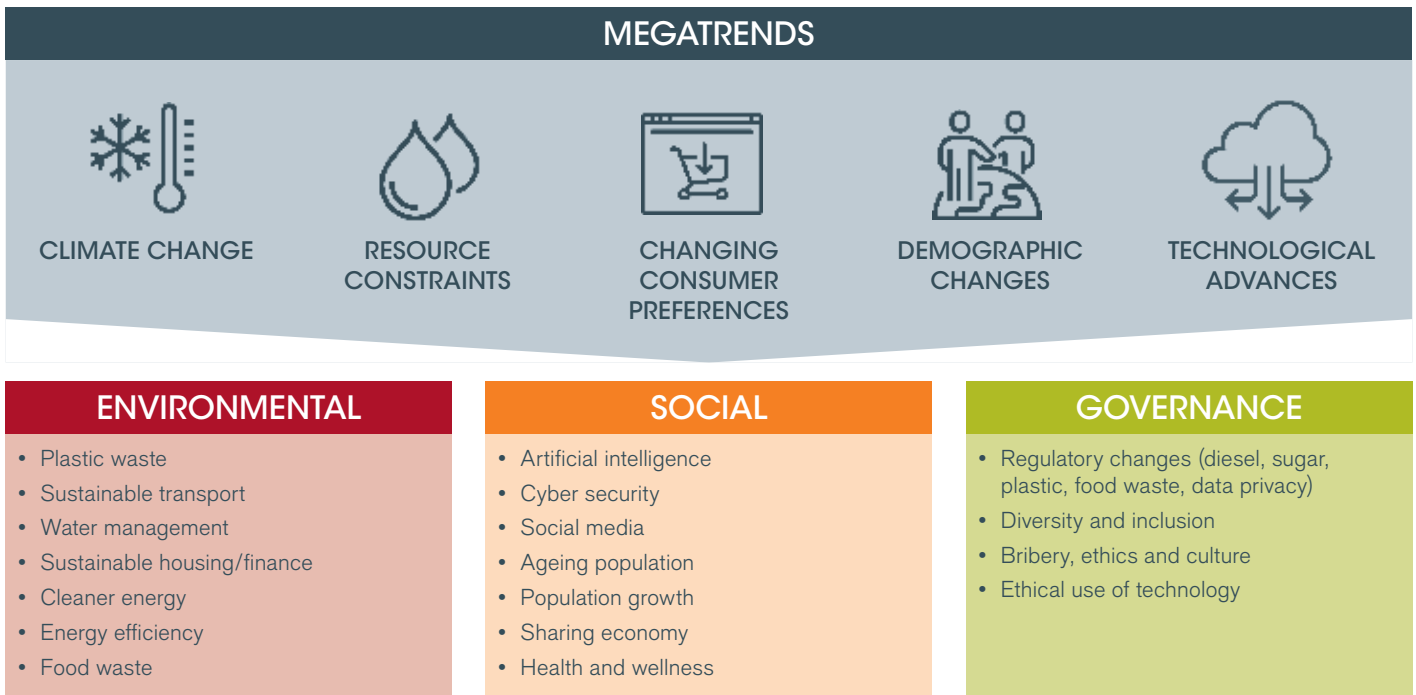 MEGATRENDS
CLIMATE CHANGE
RESOURCE
CONSTRAINTS
CHANGING
CONSUMER
PREFERENCES
DEMOGRAPHIC
CHANGES
TECHNOLOGICAL
ADVANCES
ENVIRONMENTAL
• Plastic waste
• Sustainable transport
• Water management
• Sustainable housing/finance
• Cleaner energy
• Energy efficiency
• Food waste
SOCIAL
• Artificial intelligence
• Cyber security
• Social media
• Ageing population
• Population growth
• Sharing economy
• Health and wellness
GOVERNANCE
• Regulatory changes (diesel, sugar,
plastic, food waste, data privacy)
• Diversity and inclusion
• Bribery, ethics and culture
• Ethical use of technology